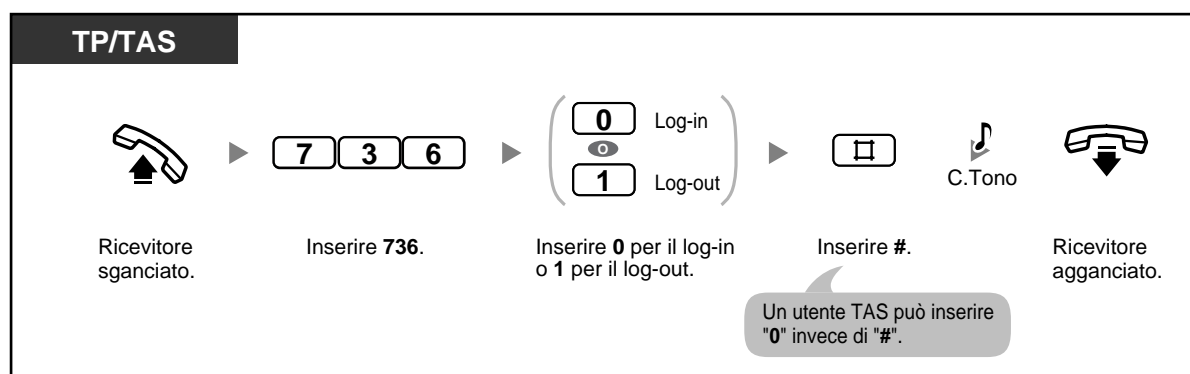 TP/TAS
7 3 6
0 Log-in
O
1 Log-out
#
C.Tono
Ricevitore
sganciato.
Inserire 736.
Inserire 0 per il log-in
o 1 per il log-out.
Inserire #.
Ricevitore
agganciato.
Un utente TAS può inserire
"0" invece di "#".